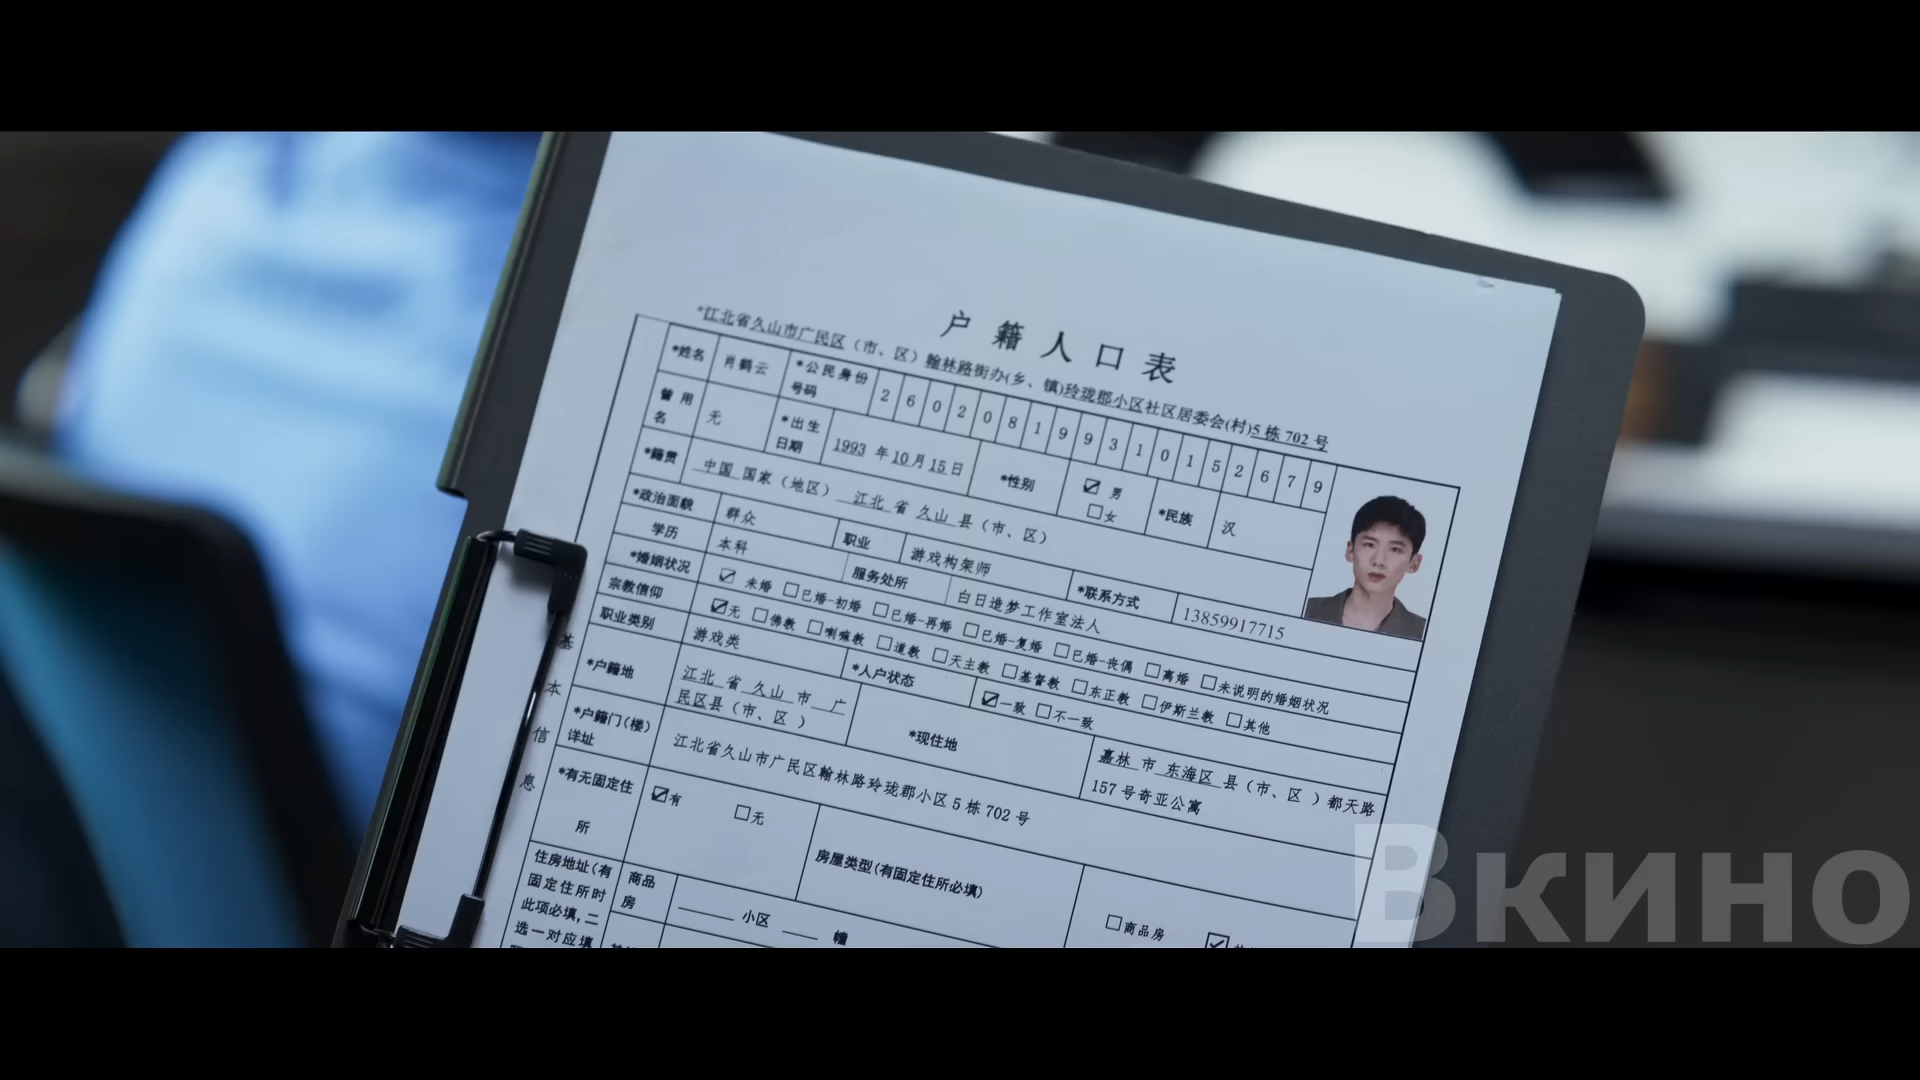 户籍人口表
*江北省久山市广民区（市、区）翰林路街办(乡、镇)玲珑郡小区社区居委会(村)5栋702号
*姓名 肖鹤云 *公民身份号码 260208199310152679
曾用名 无 *出生日期 1993年10月15日 *性别 ☑男 □女 *民族 汉
*籍贯 中国 国家（地区） 江北 省 久山 县（市、区）
*政治面貌 群众 职业 游戏构架师 *联系方式 13859917715
学历 本科 服务处所 白日造梦工作室法人
*婚姻状况 ☑未婚 □已婚-初婚 □已婚-再婚 □已婚-复婚 □已婚-丧偶 □离婚 □未说明的婚姻状况
宗教信仰 ☑无 □佛教 □喇嘛教 □道教 □天主教 □基督教 □东正教 □伊斯兰教 □其他
职业类别 游戏类 *人户状态 ☑一致 □不一致
*户籍地 江北 省 久山 市 广民区县（市、区 ） *现住地 嘉林 市 东海区 县（市、区 ）都天路157号奇亚公寓
*户籍门(楼)详址 江北省久山市广民区翰林路玲珑郡小区5栋702号
*有无固定住所 ☑有 □无 房屋类型(有固定住所必填) □商品房 ☑
住房地址(有固定住所时此项必填,二选一对应填 商品房 小区 幢
基本信息
Вкино